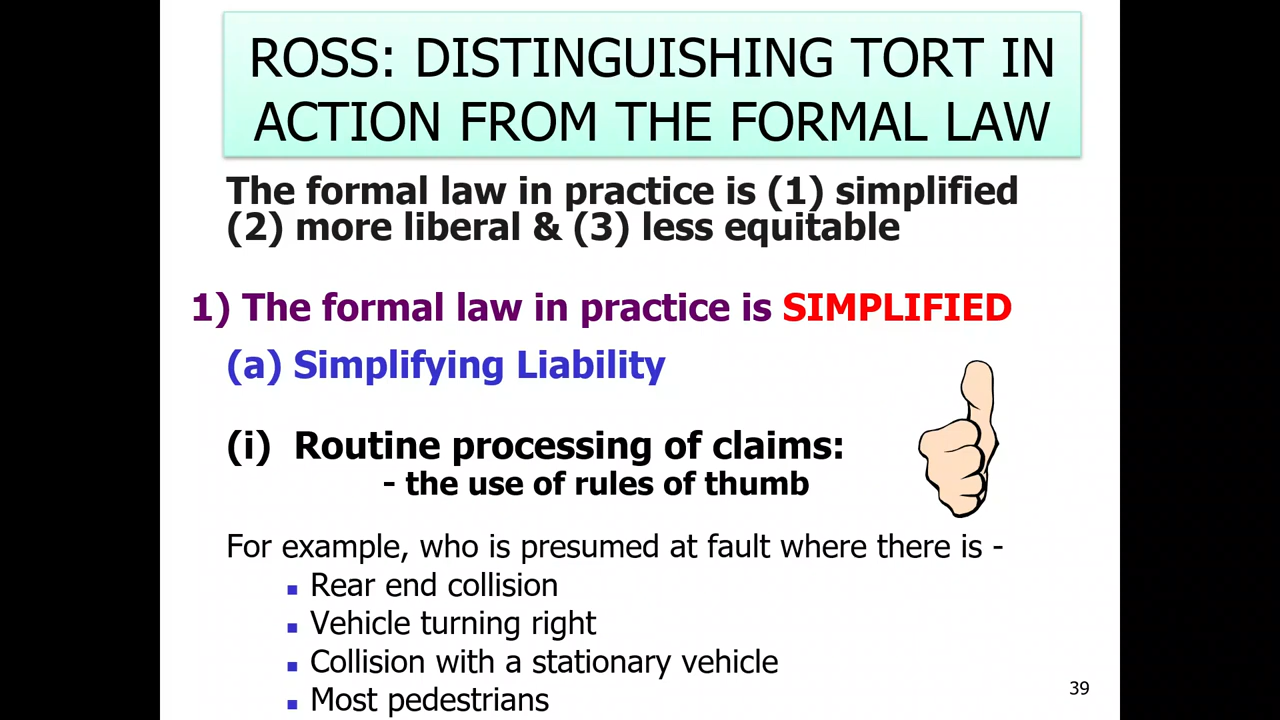 ROSS: DISTINGUISHING TORT IN
ACTION FROM THE FORMAL LAW
The formal law in practice is (1) simplified
(2) more liberal & (3) less equitable
1) The formal law in practice is SIMPLIFIED
(a) Simplifying Liability
(i) Routine processing of claims:
- the use of rules of thumb
For example, who is presumed at fault where there is -
Rear end collision
Vehicle turning right
Collision with a stationary vehicle
Most pedestrians
39